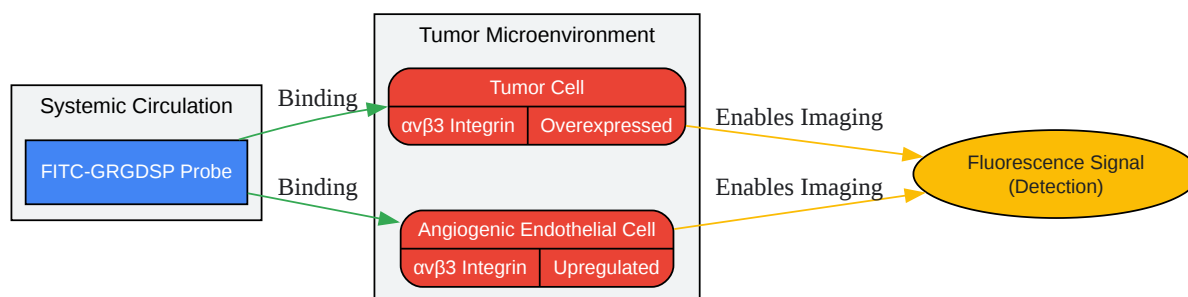 Systemic Circulation
FITC-GRGDSP Probe
Binding
Binding
Tumor Microenvironment
Tumor Cell
αvβ3 Integrin
Overexpressed
Angiogenic Endothelial Cell
αvβ3 Integrin
Upregulated
Enables Imaging
Enables Imaging
Fluorescence Signal
(Detection)